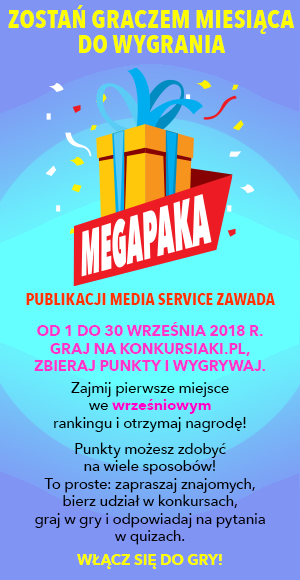 ZOSTAŃ GRACZEM MIESIĄCA
DO WYGRANIA
MEGAPAKA
PUBLIKACJI MEDIA SERVICE ZAWADA
OD 1 DO 30 WRZEŚNIA 2018 R.
GRAJ NA KONKURSIAKI.PL,
ZBIERAJ PUNKTY I WYGRYWAJ.
Zajmij pierwsze miejsce
we wrześniowym
rankingu i otrzymaj nagrodę!
Punkty możesz zdobyć
na wiele sposobów!
To proste: zapraszaj znajomych,
bierz udział w konkursach,
graj w gry i odpowiadaj na pytania
w quizach.
WŁĄCZ SIĘ DO GRY!